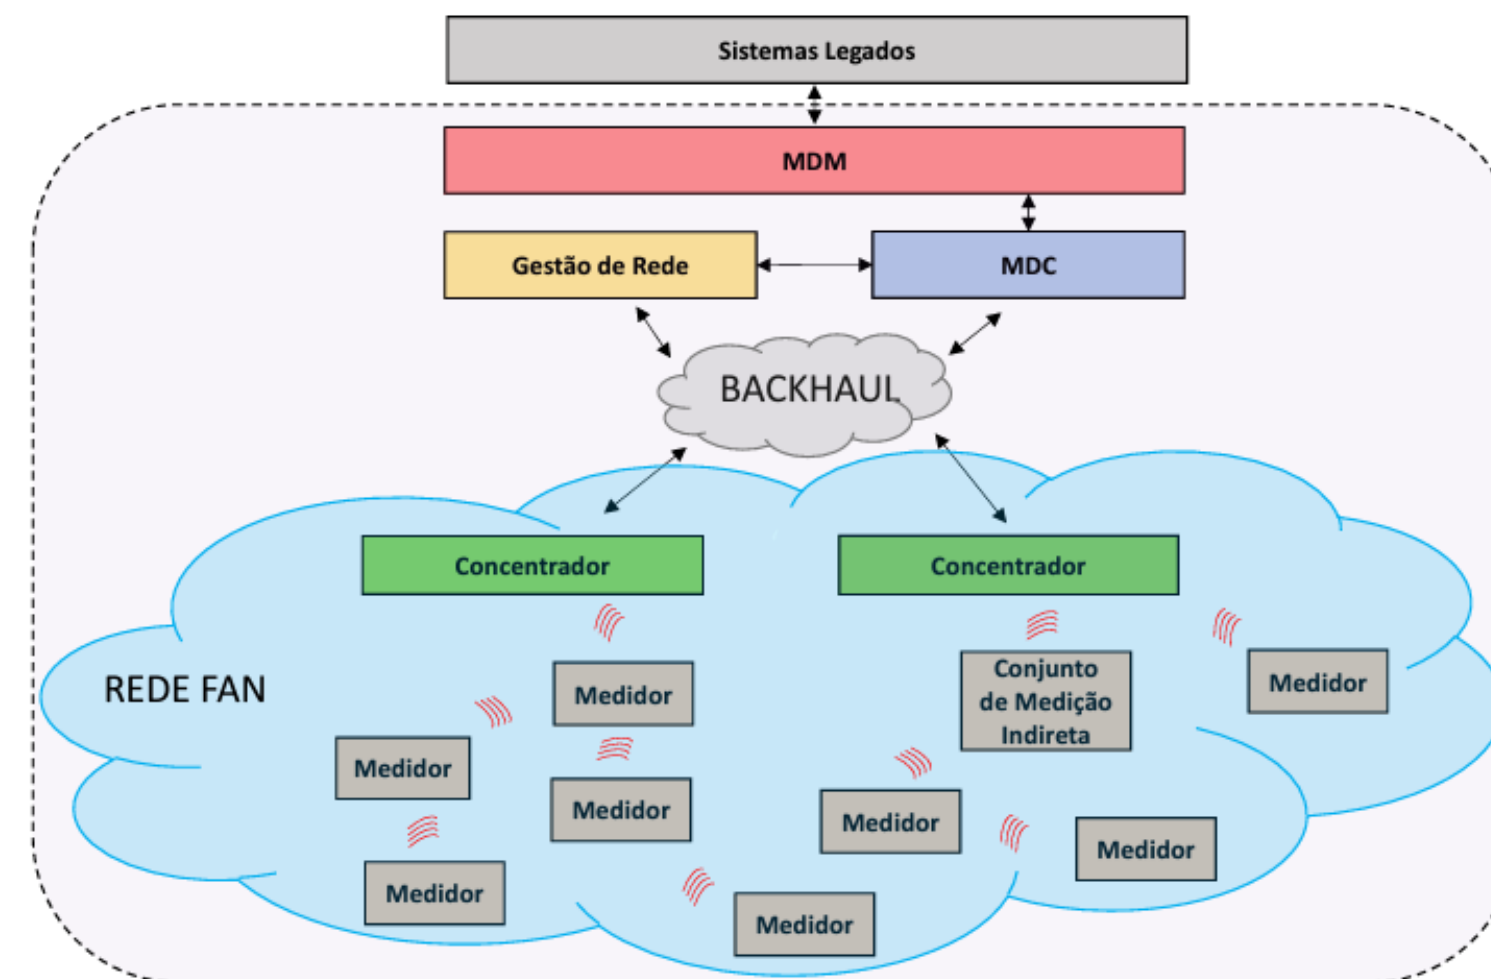 Sistemas Legados
MDM
Gestão de Rede
MDC
BACKHAUL
Concentrador
Concentrador
REDE FAN
Medidor
Conjunto
de Medição
Indireta
Medidor
Medidor
Medidor
Medidor
Medidor
Medidor
Medidor